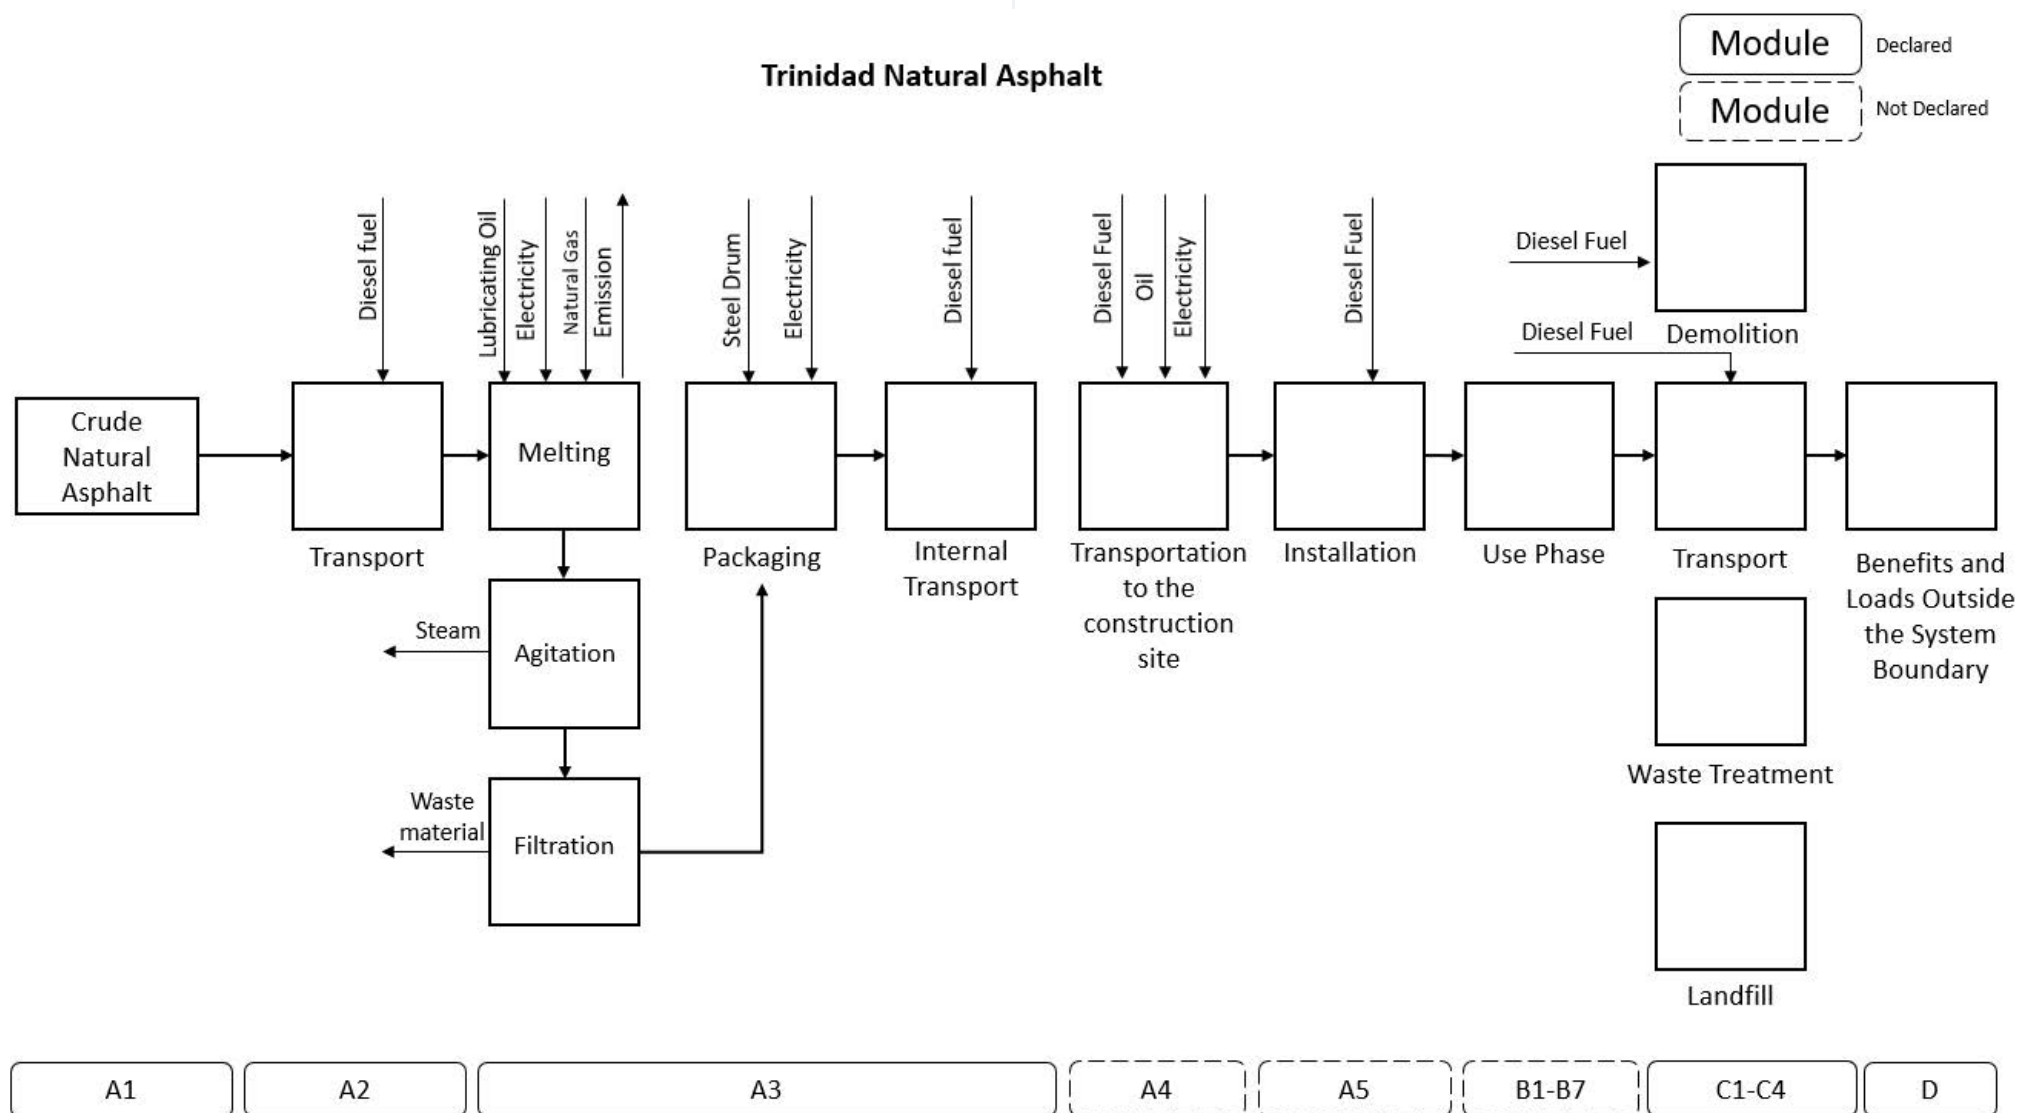 Trinidad Natural Asphalt
Module
Declared
Module
Not Declared
Diesel fuel
Lubricating Oil
Electricity
Natural Gas
Emission
Steel Drum
Electricity
Diesel fuel
Diesel Fuel
Oil
Electricity
Diesel Fuel
Diesel Fuel
Demolition
Diesel Fuel
Crude
Natural
Asphalt
Transport
Melting
Packaging
Internal
Transport
Transportation
to the
construction
site
Installation
Use Phase
Transport
Benefits and
Loads Outside
the System
Boundary
Steam
Agitation
Waste
material
Filtration
Waste Treatment
Landfill
A1
A2
A3
A4
A5
B1-B7
C1-C4
D